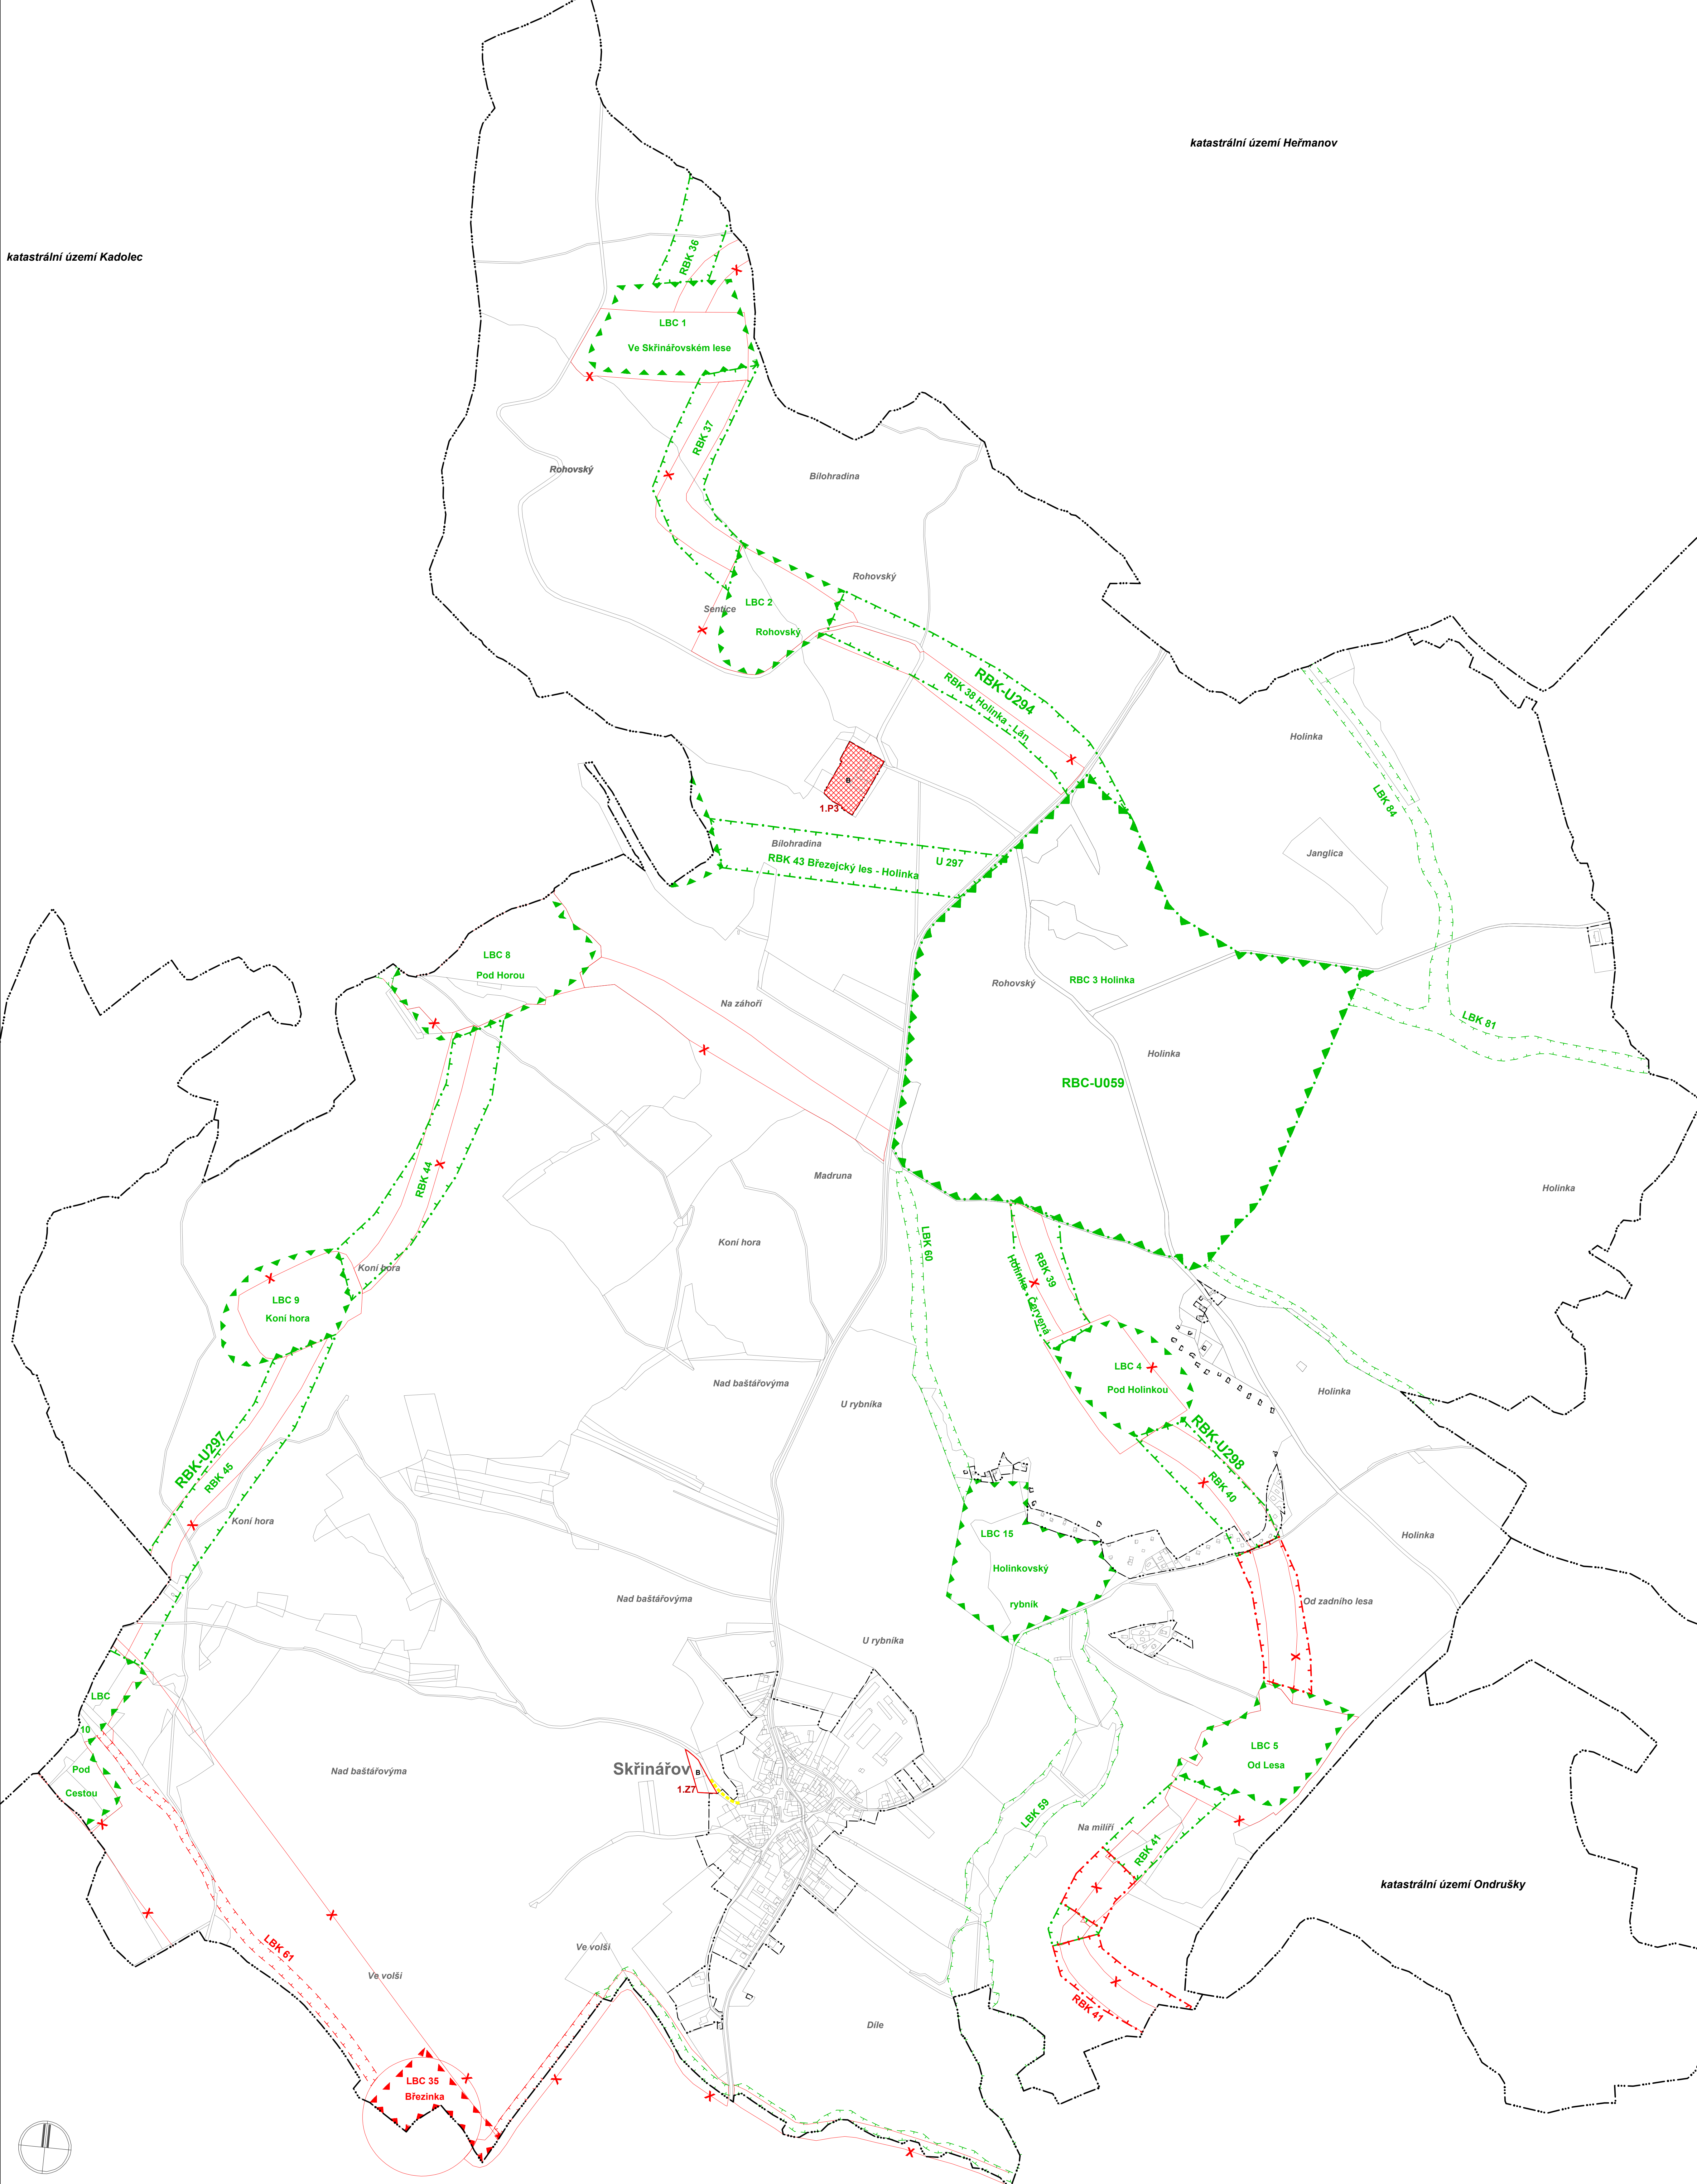 katastrální území Heřmanov
katastrální území Kadolec
RBK 36
LBC 1
Ve Skřinářovském lese
RBK 37
Rohovský
Bílohradina
Rohovský
LBC 2
Sentice
Rohovský
RBK-U294
RBK 38 Holinka - Lán
Holinka
LBK 84
1.P3
Bílohradina
RBK 43 Březejcký les - Holinka
U 297
Janglica
LBC 8
Pod Horou
Na záhoří
Rohovský
RBC 3 Holinka
LBK 81
Holinka
RBC-U059
RBK 44
Madruna
Holinka
LBK 60
Koní hora
RBK 39
Holinka - Červená
Koní hora
LBC 9
Koní hora
LBC 4
Pod Holinkou
Nad baštářovýma
Holinka
U rybníka
RBK-U298
RBK-U297
RBK 45
RBK 40
Koní hora
LBC 15
Holinka
Holinkovský
rybník
Nad baštářovýma
Od zadního lesa
U rybníka
LBC
10
Pod
Cestou
LBC 5
Od Lesa
Nad baštářovýma
Skřinářov
B
1.Z7
LBK 59
Na milíři
RBK 41
katastrální území Ondrušky
LBK 61
Ve volší
Ve volší
RBK 41
Díle
LBC 35
Březinka